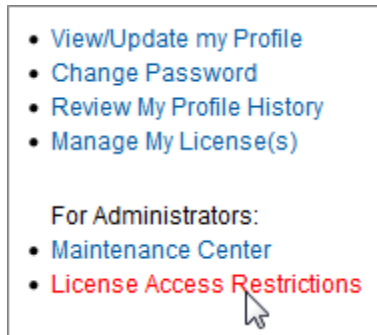 • View/Update my Profile
• Change Password
• Review My Profile History
• Manage My License(s)
For Administrators:
• Maintenance Center
• License Access Restrictions